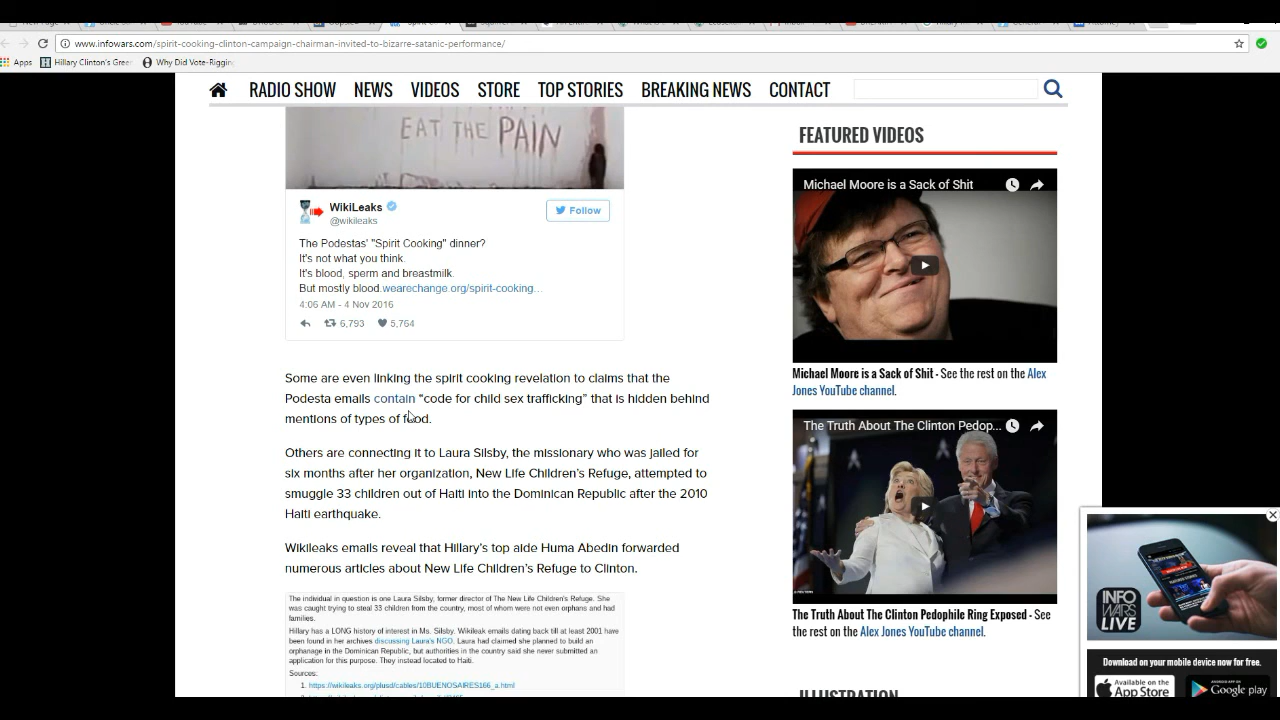 www.infowars.com/spirit-cooking-clinton-campaign-chairman-invited-to-bizarre-satanic-performance/
Apps
Hillary Clinton's Gree
Why Did Vote-Rigging
RADIO SHOW
NEWS
VIDEOS
STORE
TOP STORIES
BREAKING NEWS
CONTACT
EAT THE PAIN
WikiLeaks
@wikileaks
Follow
The Podestas' "Spirit Cooking" dinner?
It's not what you think.
It's blood, sperm and breastmilk.
But mostly blood.wearechange.org/spirit-cooking…
4:06 AM - 4 Nov 2016
6,793
5,764
Some are even linking the spirit cooking revelation to claims that the
Podesta emails contain “code for child sex trafficking” that is hidden behind
mentions of types of food.
Others are connecting it to Laura Silsby, the missionary who was jailed for
six months after her organization, New Life Children’s Refuge, attempted to
smuggle 33 children out of Haiti into the Dominican Republic after the 2010
Haiti earthquake.
Wikileaks emails reveal that Hillary’s top aide Huma Abedin forwarded
numerous articles about New Life Children’s Refuge to Clinton.
The individual in question is one Laura Silsby, former director of The New Life Children's Refuge. She
was caught trying to steal 33 children from the country, most of whom were not even orphans and had
families.
Hillary has a LONG history of interest in Ms. Silsby. Wikileak emails dating back till at least 2001 have
been found in her archives discussing Laura's NGO. Laura had claimed she planned to build an
orphanage in the Dominican Republic, but authorities in the country said she never submitted an
application for this purpose. They instead located to Haiti.
Sources:
1. https://wikileaks.org/plusd/cables/10BUENOSAIRES166_a.html
FEATURED VIDEOS
Michael Moore is a Sack of Shit
Michael Moore is a Sack of Shit - See the rest on the Alex
Jones YouTube channel.
The Truth About The Clinton Pedop...
The Truth About The Clinton Pedophile Ring Exposed - See
the rest on the Alex Jones YouTube channel.
ILLUSTRATION
INFO
WARS
LIVE
Download on your mobile device now for free.
Available on the
App Store
ANDROID APP ON
Google play